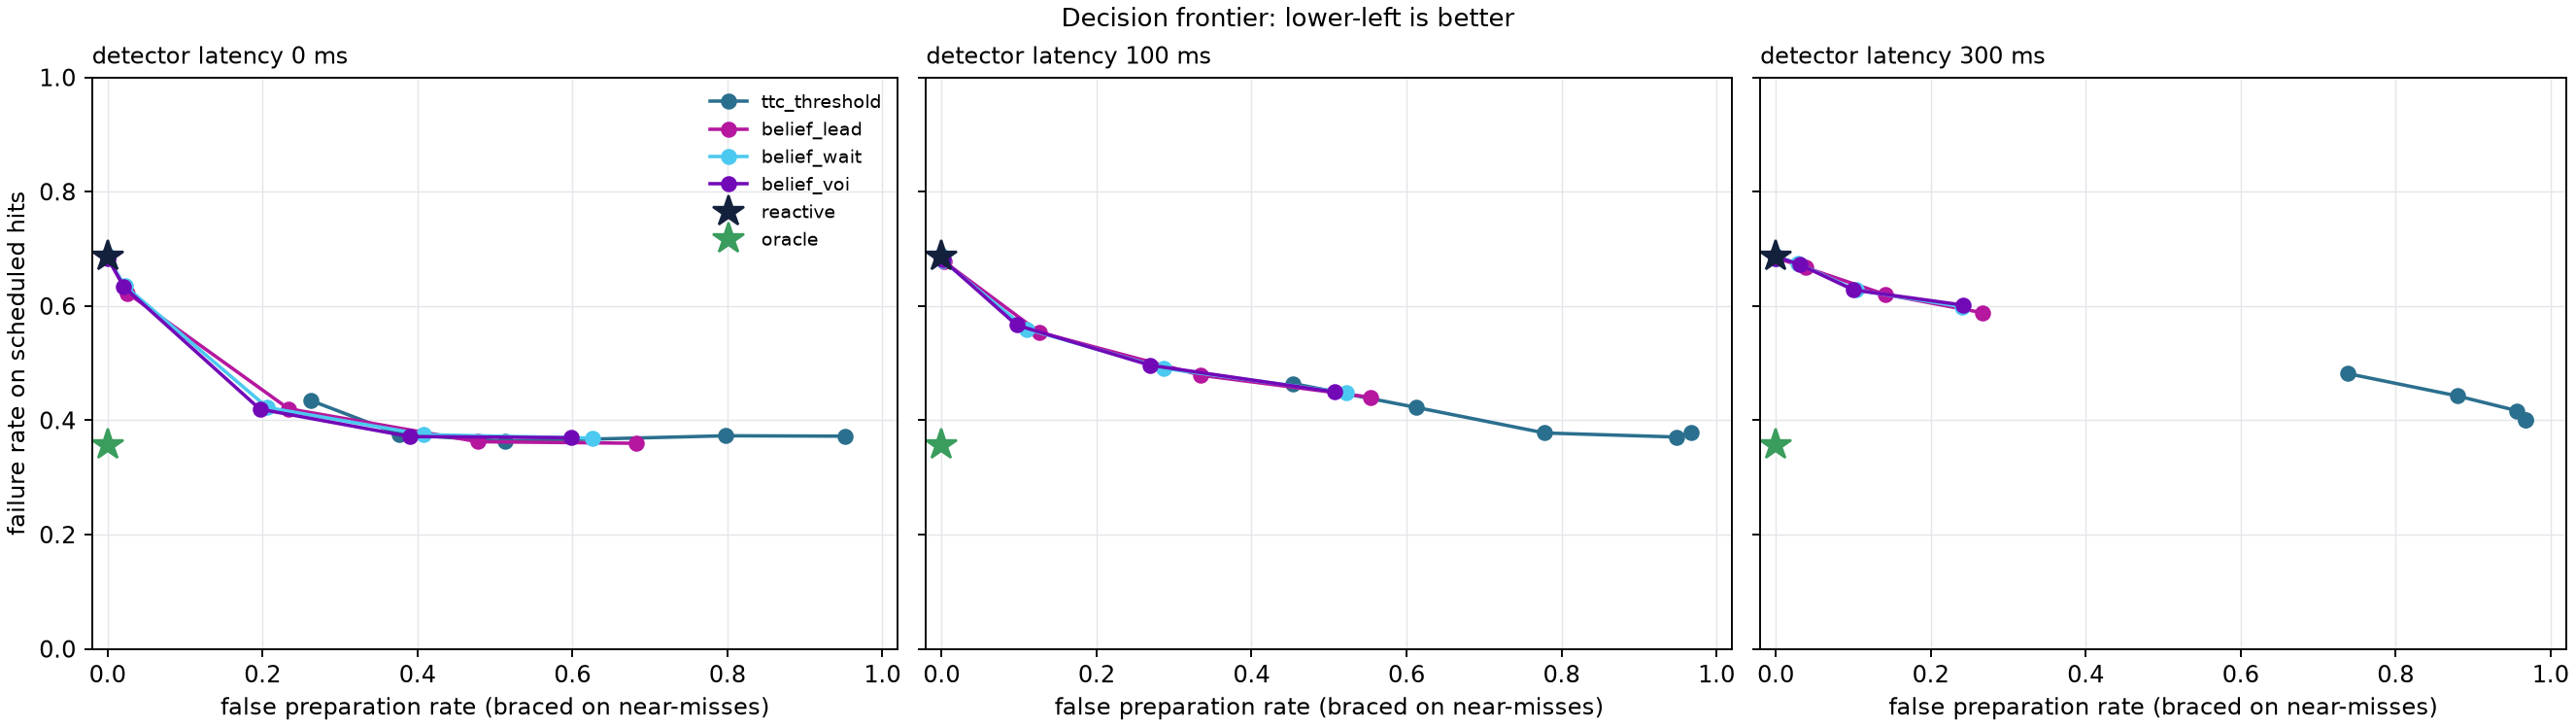 Decision frontier: lower-left is better
detector latency 0 ms
detector latency 100 ms
detector latency 300 ms
failure rate on scheduled hits
1.0
0.8
0.6
0.4
0.2
0.0
ttc_threshold
belief_lead
belief_wait
belief_voi
reactive
oracle
0.0 0.2 0.4 0.6 0.8 1.0
0.0 0.2 0.4 0.6 0.8 1.0
0.0 0.2 0.4 0.6 0.8 1.0
false preparation rate (braced on near-misses)
false preparation rate (braced on near-misses)
false preparation rate (braced on near-misses)